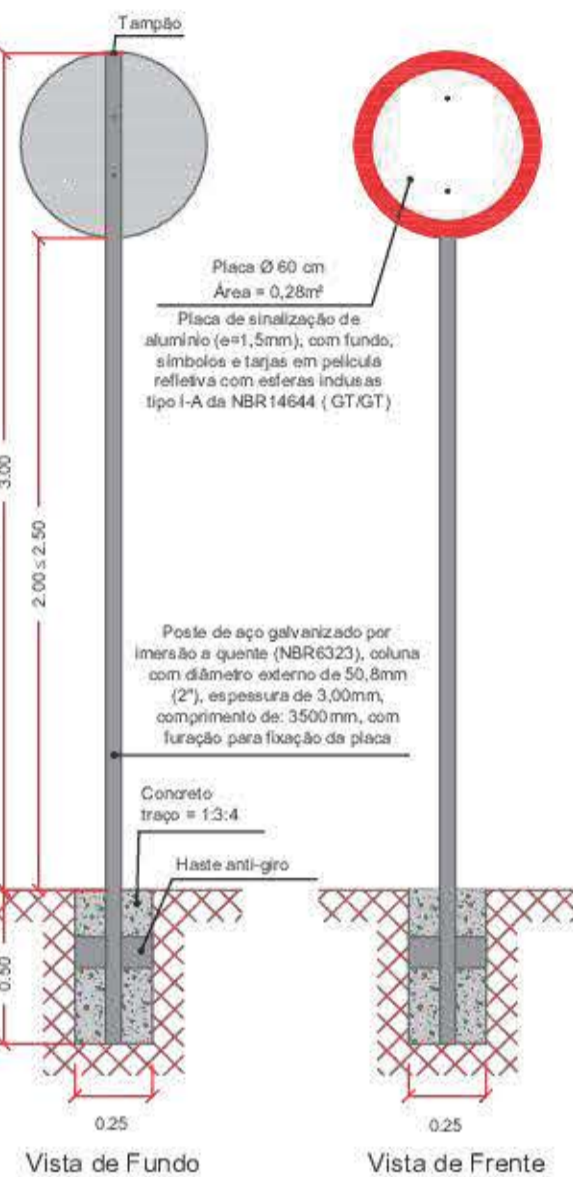 Tampão
Placa Ø 60 cm
Área = 0,28m²
Placa de sinalização de
alumínio (e=1,5mm), com fundo,
símbolos e tarjas em película
refletiva com esferas indusas
tipo I-A da NBR14644 ( GT/GT)
3.00
2.00 ≤ 2.50
Poste de aço galvanizado por
imersão a quente (NBR6323), coluna
com diâmetro externo de 50,8mm
(2"), espessura de 3,00mm,
comprimento de: 3500mm, com
furação para fixação da placa
Concreto
traço = 1:3:4
Haste anti-giro
0.50
0.25
0.25
Vista de Fundo
Vista de Frente